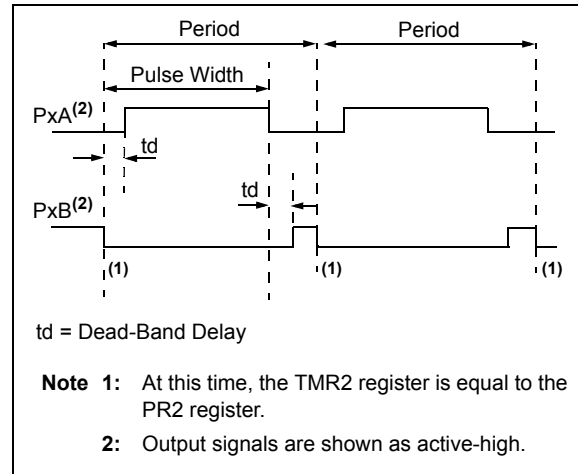 Period Period
Pulse Width
PxA(2)
td
td
PxB(2)
(1) (1) (1)
td = Dead-Band Delay
Note 1: At this time, the TMR2 register is equal to the
PR2 register.
2: Output signals are shown as active-high.